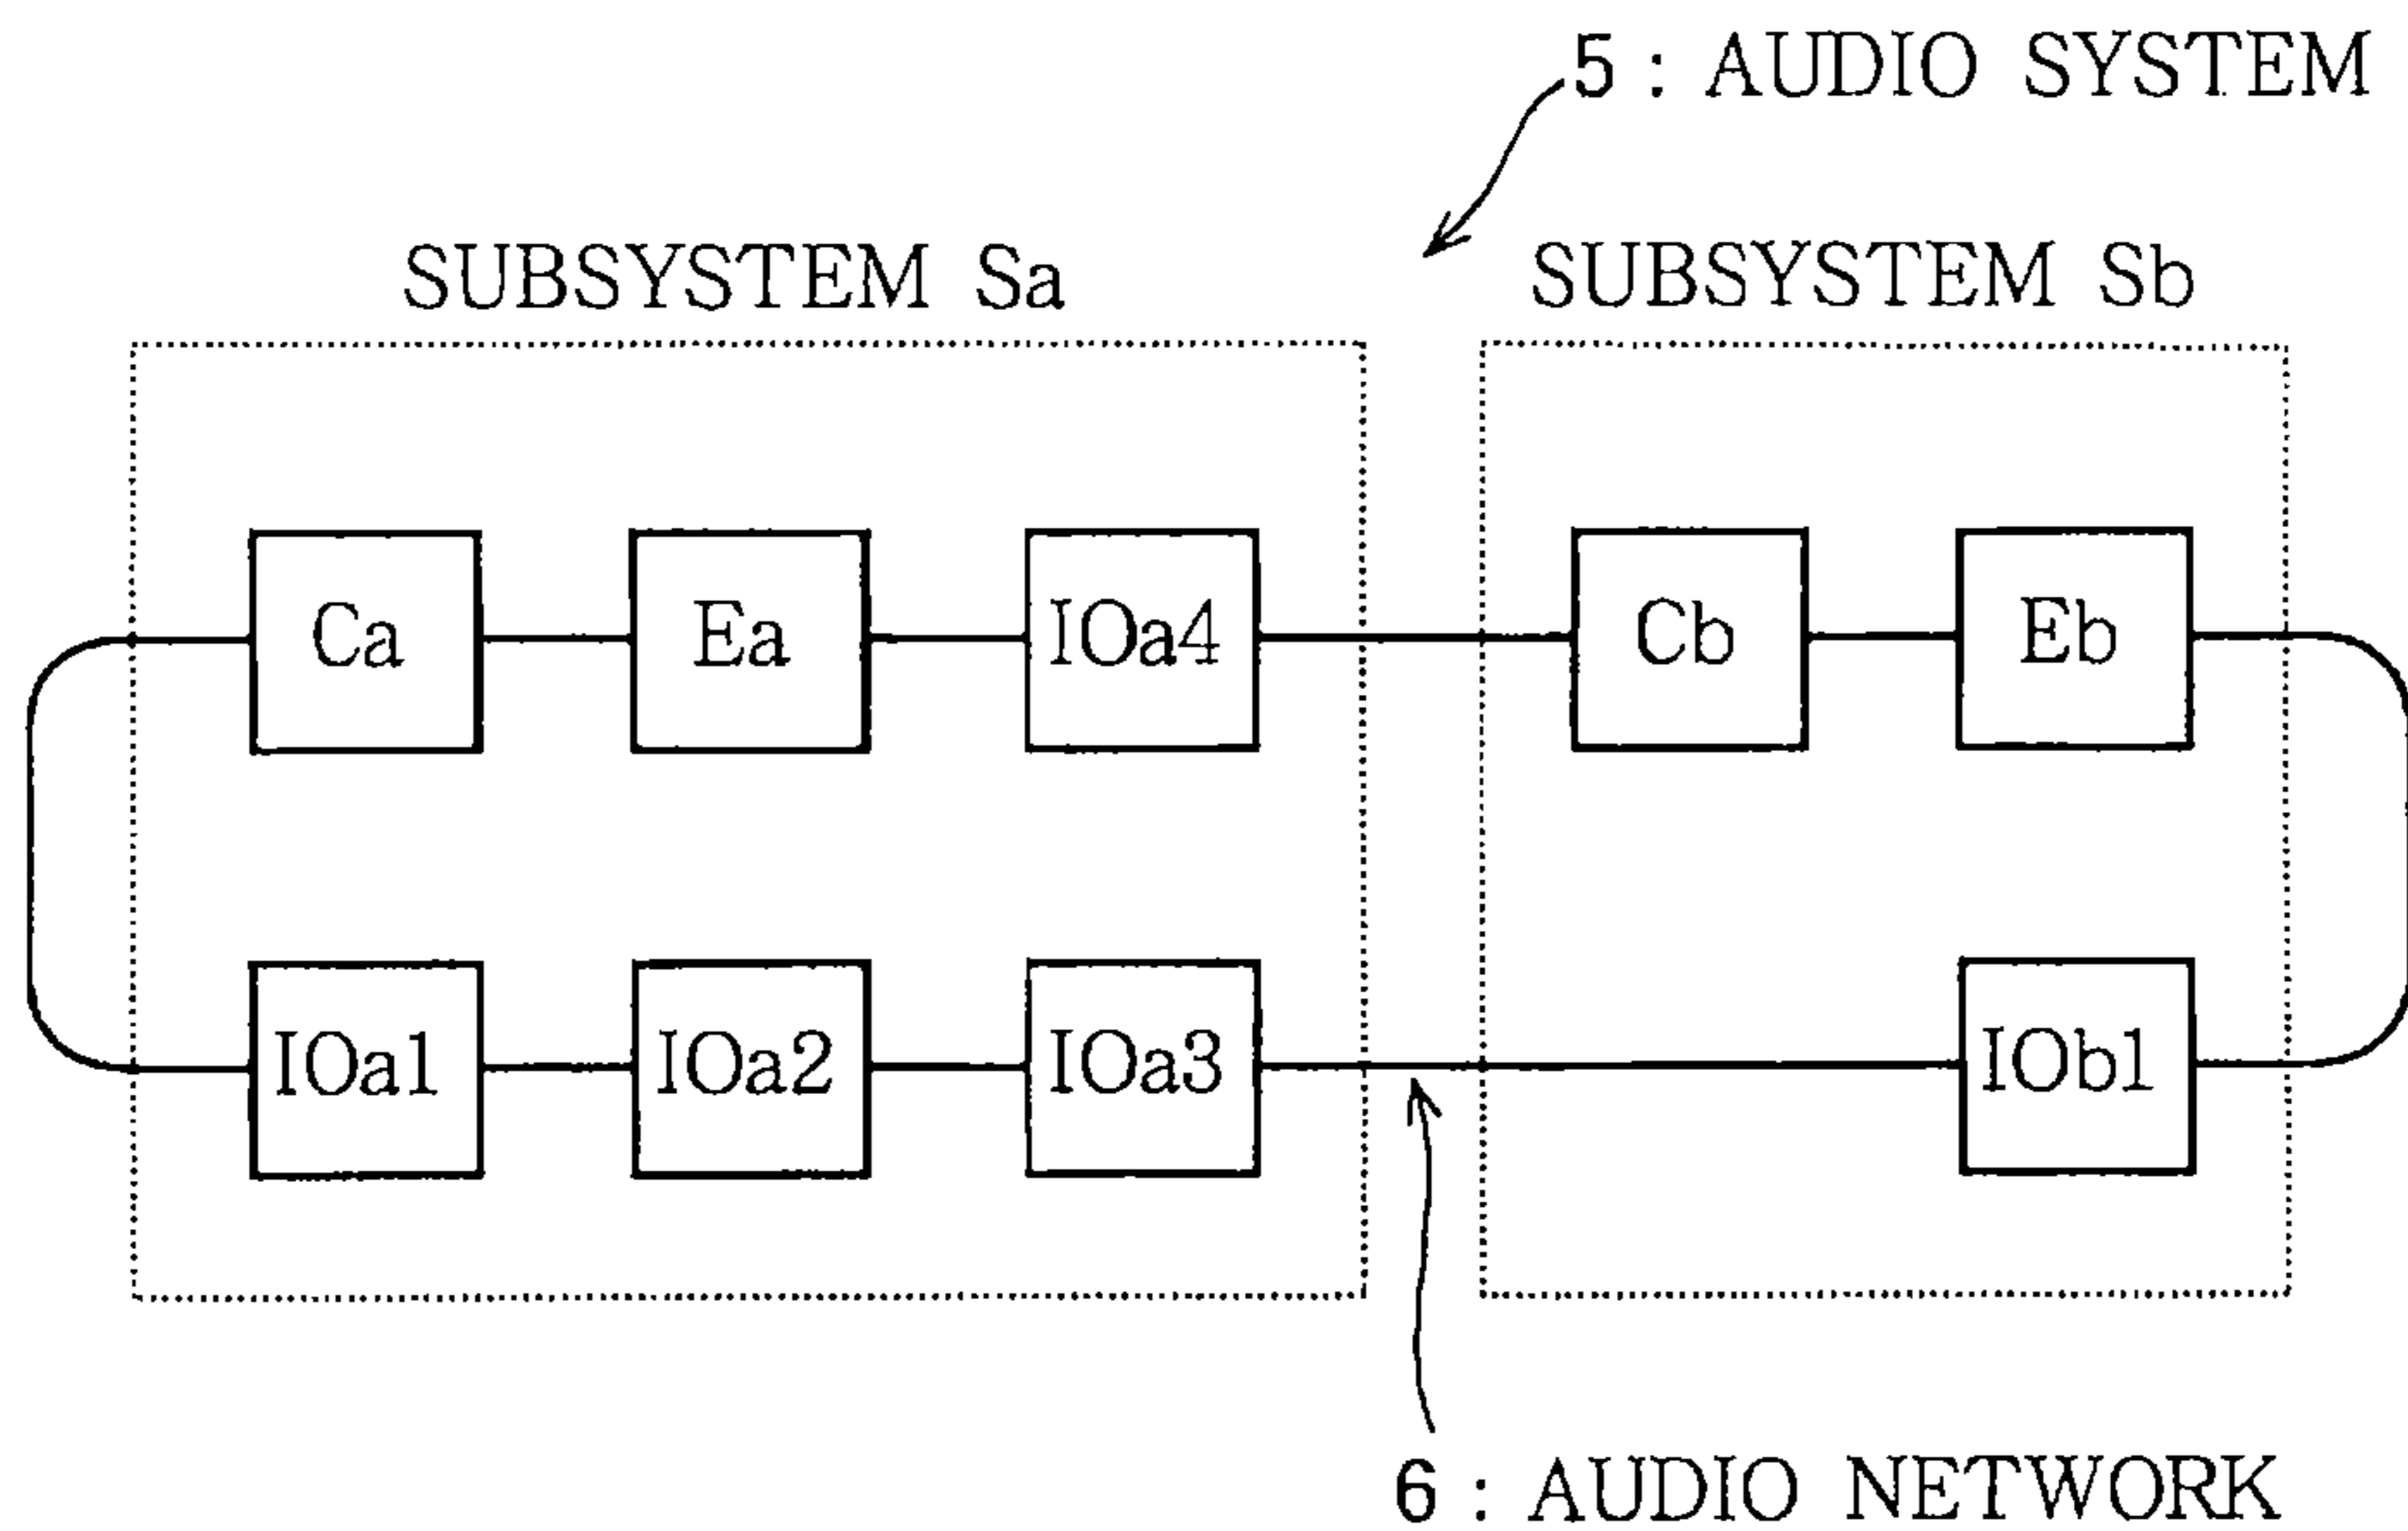 5 : AUDIO SYSTEM
SUBSYSTEM Sa
SUBSYSTEM Sb
Ca
Ea
IOa4
Cb
Eb
IOa1
IOa2
IOa3
IOb1
6 : AUDIO NETWORK